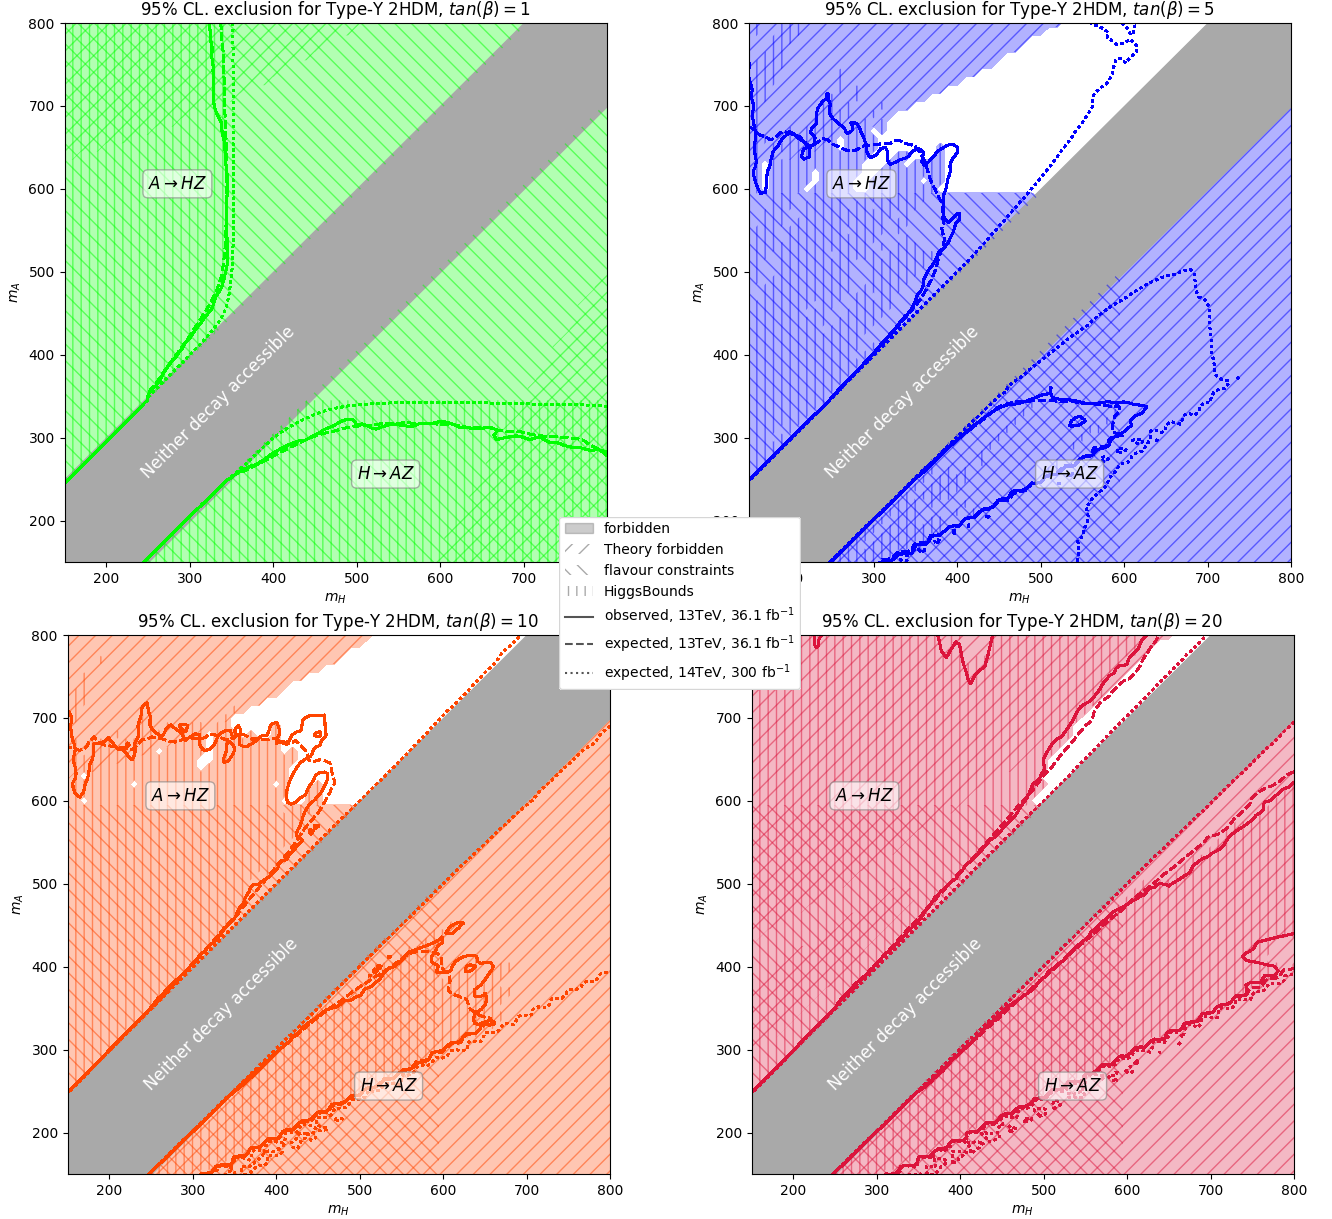 95% CL. exclusion for Type-Y 2HDM, tan(β) = 1
95% CL. exclusion for Type-Y 2HDM, tan(β) = 5
800
700
600
500
400
300
200
m_A
A → HZ
Neither decay accessible
H → AZ
200
300
400
500
600
700
m_H
800
700
600
500
400
300
m_A
A → HZ
Neither decay accessible
H → AZ
300
400
500
600
700
800
m_H
forbidden
Theory forbidden
flavour constraints
HiggsBounds
observed, 13TeV, 36.1 fb⁻¹
expected, 13TeV, 36.1 fb⁻¹
expected, 14TeV, 300 fb⁻¹
95% CL. exclusion for Type-Y 2HDM, tan(β) = 10
exclusion for Type-Y 2HDM, tan(β) = 20
800
700
600
500
400
300
200
m_A
A → HZ
Neither decay accessible
H → AZ
200
300
400
500
600
700
800
m_H
700
600
500
400
300
200
m_A
A → HZ
Neither decay accessible
H → AZ
200
300
400
500
600
700
800
m_H